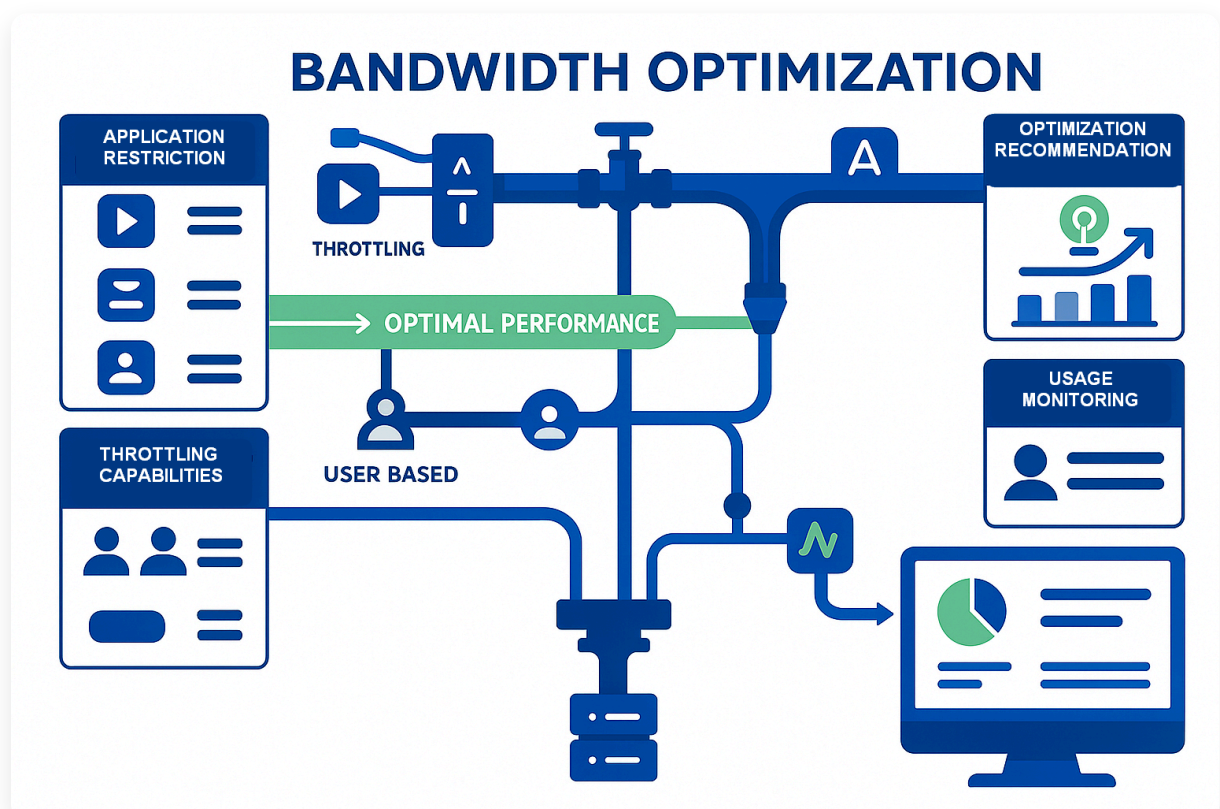 BANDWIDTH OPTIMIZATION
APPLICATION
RESTRICTION
THROTTLING
A
OPTIMIZATION
RECOMMENDATION
OPTIMAL PERFORMANCE
USER BASED
USAGE
MONITORING
THROTTLING
CAPABILITIES